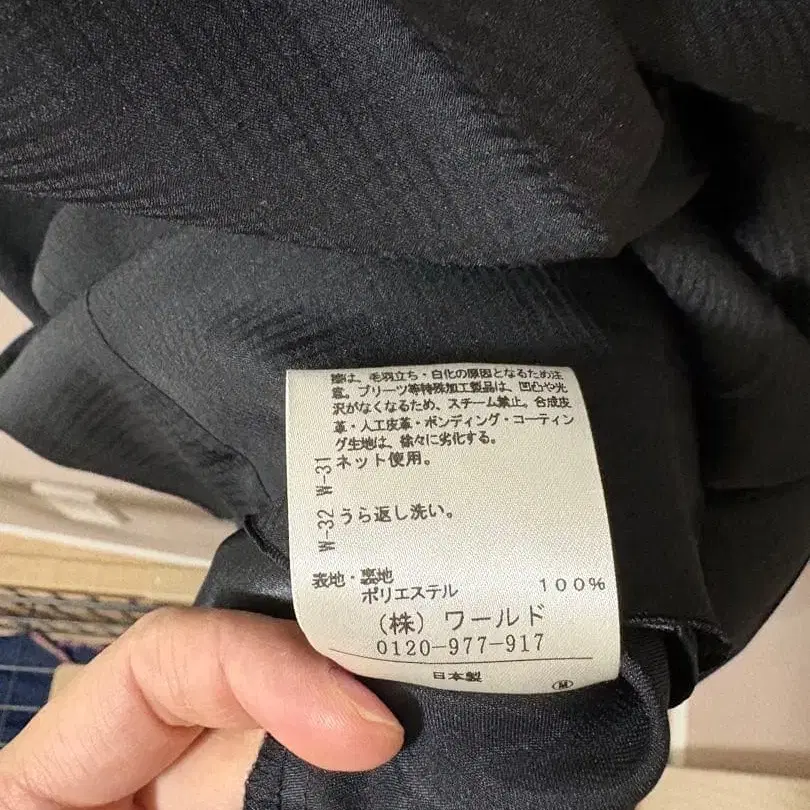 擦は、毛羽立ち・白化の原因となるため注
意。プリーツ等特殊加工製品は、凹むや光
沢がなくなるため、スチーム禁止。合成皮
革・人工皮革・ボンディング・コーティン
グ生地は、徐々に劣化する。
W-31 ネット使用。
W-32 うら返し洗い。
表地・裏地
ポリエステル 100%
(株) ワールド
0120-977-917
日本製
M